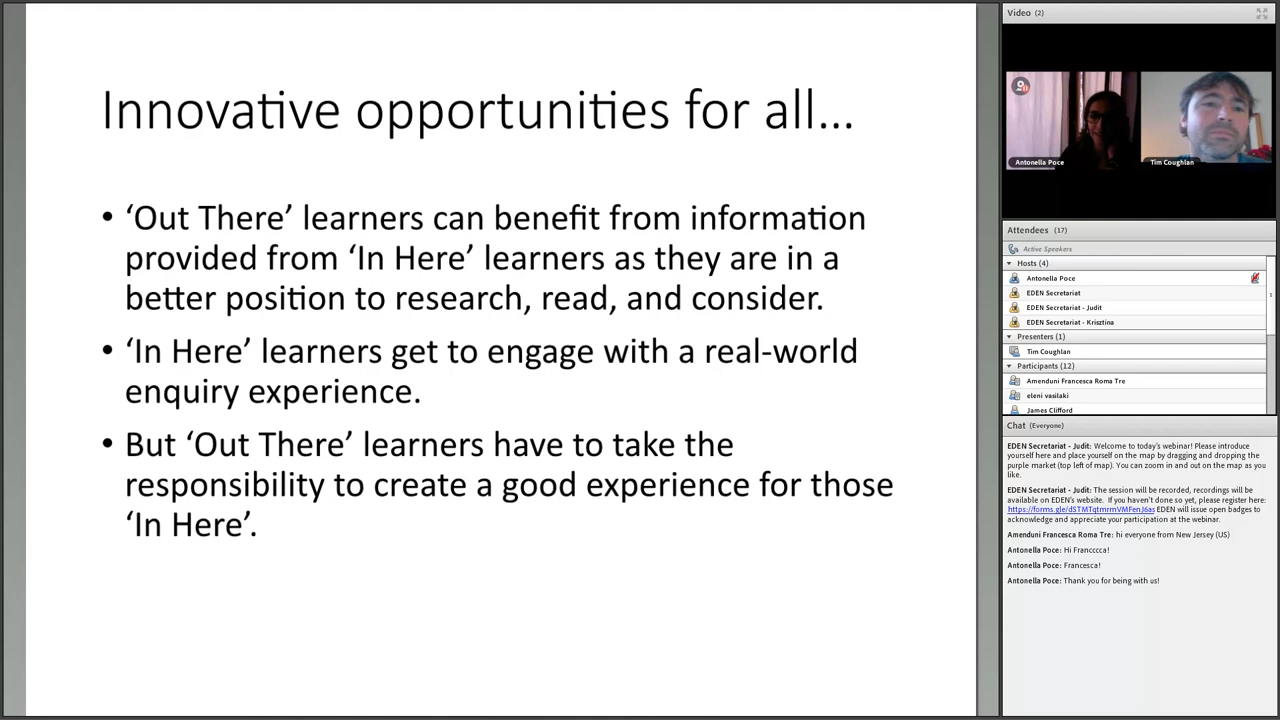 Innovative opportunities for all...
• ‘Out There’ learners can benefit from information
provided from ‘In Here’ learners as they are in a
better position to research, read, and consider.
• ‘In Here’ learners get to engage with a real-world
enquiry experience.
• But ‘Out There’ learners have to take the
responsibility to create a good experience for those
‘In Here’.
Video (2)
Antonella Poce
Tim Coughlan
Attendees (17)
Active Speakers
Hosts (4)
Antonella Poce
EDEN Secretariat
EDEN Secretariat - Judit
EDEN Secretariat - Krisztina
Presenters (1)
Tim Coughlan
Participants (12)
Amenduni Francesca Roma Tre
eleni vasilaki
James Clifford
Chat (Everyone)
EDEN Secretariat - Judit: Welcome to today's webinar! Please introduce
yourself here and place yourself on the map by dragging and dropping the
purple market (top left of map). You can zoom in and out on the map as you
like.
EDEN Secretariat - Judit: The session will be recorded, recordings will be
available on EDEN's website. If you haven't done so yet, please register here:
https://forms.gle/dSTMTqtmrmVMFenJ6as EDEN will issue open badges to
acknowledge and appreciate your participation at the webinar.
Amenduni Francesca Roma Tre: hi everyone from New Jersey (US)
Antonella Poce: Hi Franccca!
Antonella Poce: Francesca!
Antonella Poce: Thank you for being with us!